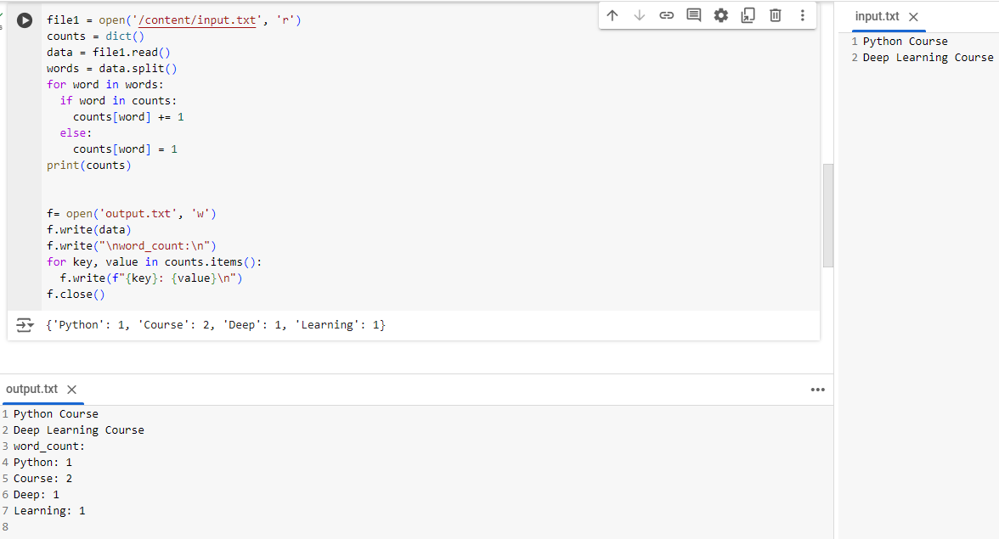 file1 = open('/content/input.txt', 'r')
counts = dict()
data = file1.read()
words = data.split()
for word in words:
  if word in counts:
    counts[word] += 1
  else:
    counts[word] = 1
print(counts)
f= open('output.txt', 'w')
f.write(data)
f.write("\nword_count:\n")
for key, value in counts.items():
  f.write(f"{key}: {value}\n")
f.close()
{'Python': 1, 'Course': 2, 'Deep': 1, 'Learning': 1}
input.txt
1 Python Course
2 Deep Learning Course
output.txt
1 Python Course
2 Deep Learning Course
3 word_count:
4 Python: 1
5 Course: 2
6 Deep: 1
7 Learning: 1
8